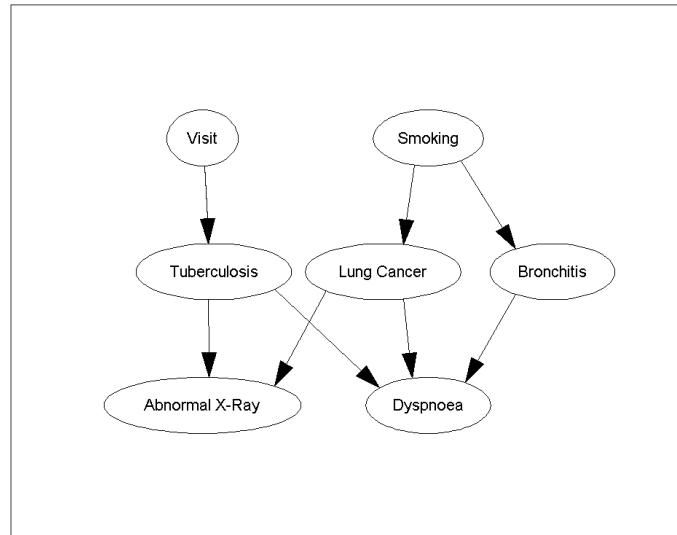 Visit
Smoking
Tuberculosis
Lung Cancer
Bronchitis
Abnormal X-Ray
Dyspnoea